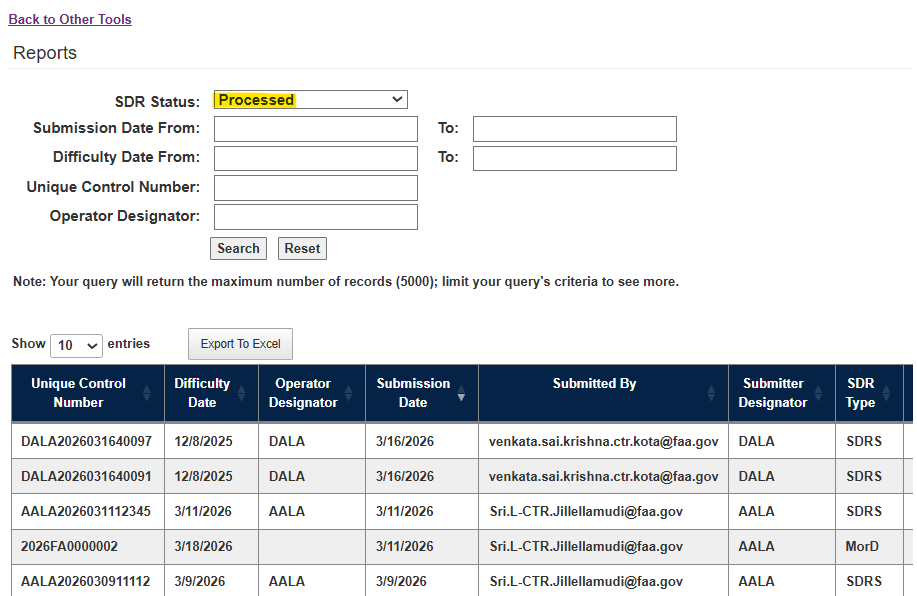 Back to Other Tools
Reports
SDR Status: Processed
Submission Date From: To:
Difficulty Date From: To:
Unique Control Number:
Operator Designator:
Search Reset
Note: Your query will return the maximum number of records (5000); limit your query's criteria to see more.
Show 10 entries Export To Excel
Unique Control Number Difficulty Date Operator Designator Submission Date Submitted By Submitter Designator SDR Type
DALA2026031640097 12/8/2025 DALA 3/16/2026 venkata.sai.krishna.ctr.kota@faa.gov DALA SDRS
DALA2026031640091 12/8/2025 DALA 3/16/2026 venkata.sai.krishna.ctr.kota@faa.gov DALA SDRS
AALA2026031112345 3/11/2026 AALA 3/11/2026 Sri.L-CTR.Jillellamudi@faa.gov AALA SDRS
2026FA0000002 3/18/2026 3/11/2026 Sri.L-CTR.Jillellamudi@faa.gov AALA MorD
AALA2026030911112 3/9/2026 AALA 3/9/2026 Sri.L-CTR.Jillellamudi@faa.gov AALA SDRS